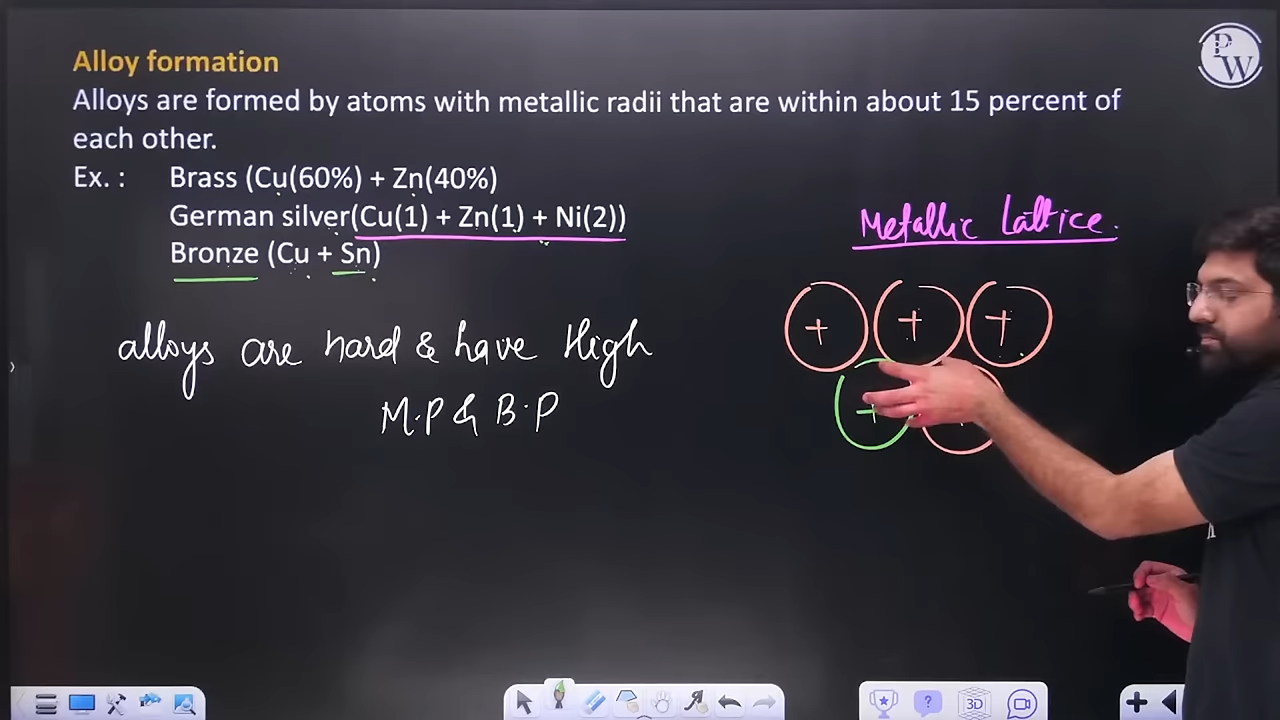 Alloy formation
Alloys are formed by atoms with metallic radii that are within about 15 percent of
each other.
Ex. : Brass (Cu(60%) + Zn(40%)
German silver(Cu(1) + Zn(1) + Ni(2))
Bronze (Cu + Sn)
Metallic Lattice.
+ + +
+
alloys are hard & have High
M.P & B.P
PW
? 3D
+